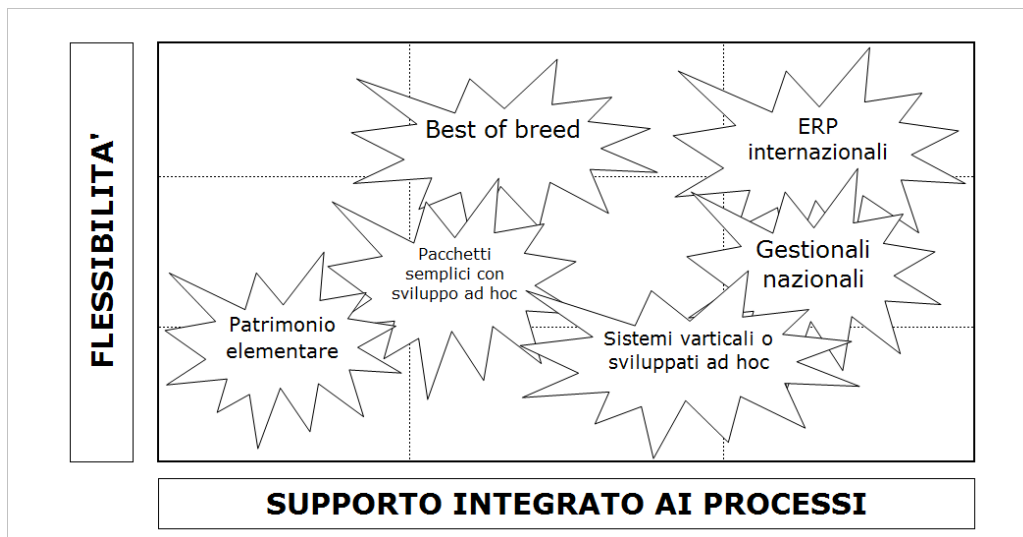 FLESSIBILITA'
Best of breed
ERP
internazionali
Pacchetti
semplici con
sviluppo ad hoc
Gestionali
nazionali
Patrimonio
elementare
Sistemi varticali o
sviluppati ad hoc
SUPPORTO INTEGRATO AI PROCESSI